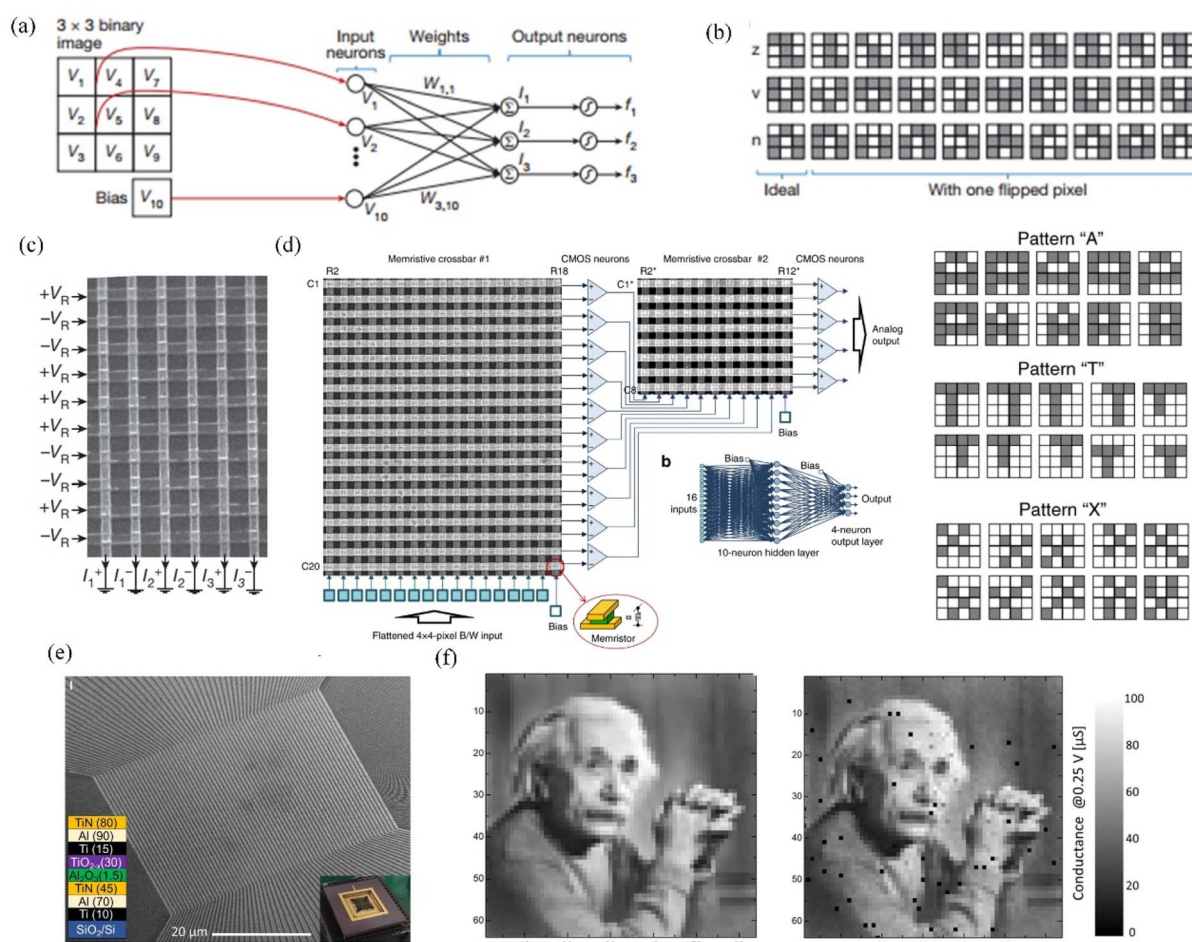 (a)
3 × 3 binary
image
V1 V4 V7
V2 V5 V8
V3 V6 V9
Bias V10
Input
neurons
Weights
Output neurons
V1
V2
V10
W1,1
W3,10
I1
I2
I3
f1
f2
f3
(b)
z
v
n
Ideal
With one flipped pixel
(c)
+VR
−VR
−VR
+VR
+VR
+VR
−VR
−VR
+VR
−VR
I1+ I1− I2+ I2− I3+ I3−
(d)
Memristive crossbar #1
CMOS neurons
Memristive crossbar #2
CMOS neurons
R2
R18
R2*
R12*
C1
C1*
C8
C20
Analog
output
Bias
Flattened 4×4-pixel B/W input
Bias
Memristor
b
Bias
Bias
16
inputs
Output
4-neuron
output layer
10-neuron hidden layer
Pattern "A"
Pattern "T"
Pattern "X"
(e)
TiN (80)
Al (90)
Ti (15)
TiO2-x(30)
Al2O3(1.5)
TiN (45)
Al (70)
Ti (10)
SiO2/Si
20 μm
(f)
10
20
30
40
50
60
10
20
30
40
50
60
100
80
60
40
20
0
Conductance @0.25 V [μS]